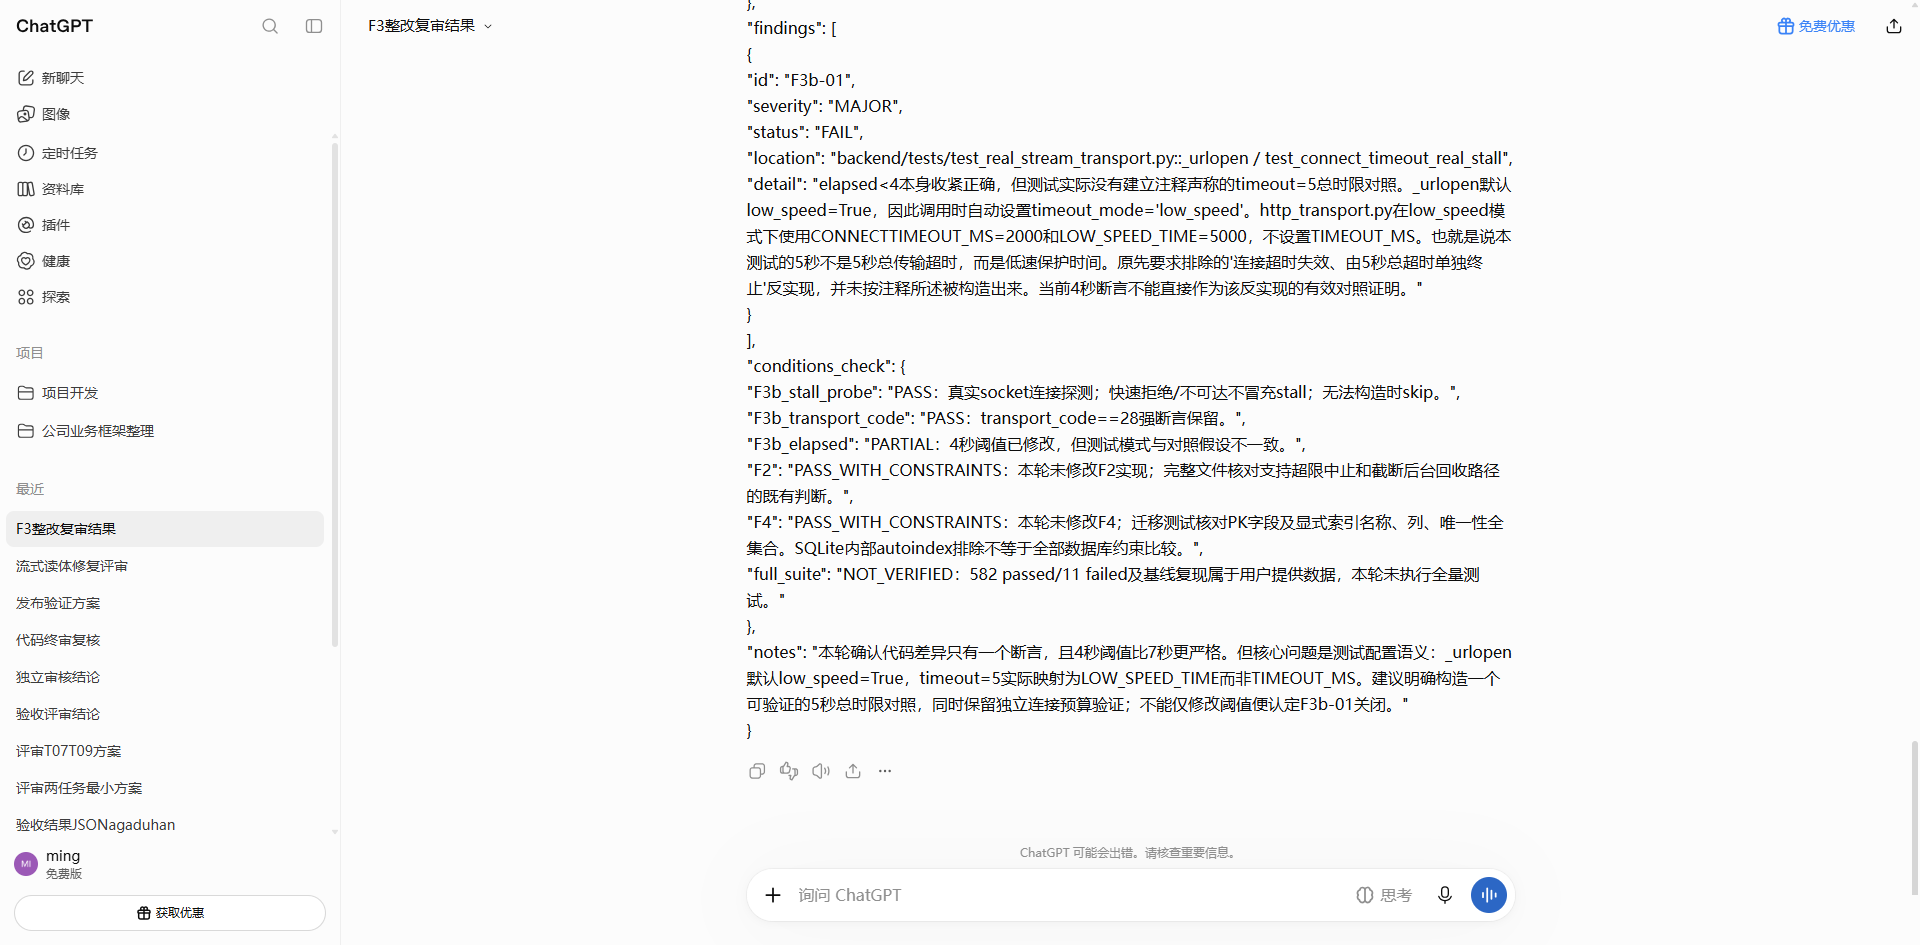 ChatGPT
新聊天
图像
定时任务
资料库
插件
健康
探索
项目
项目开发
公司业务框架整理
最近
F3整改复审结果
流式读体修复评审
发布验证方案
代码终审复核
独立审核结论
验收评审结论
评审T07T09方案
评审两任务最小方案
验收结果JSONagaduhan
MI
ming
免费版
获取优惠
F3整改复审结果
免费优惠
},
"findings": [
{
"id": "F3b-01",
"severity": "MAJOR",
"status": "FAIL",
"location": "backend/tests/test_real_stream_transport.py::_urlopen / test_connect_timeout_real_stall",
"detail": "elapsed<4本身收紧正确，但测试实际没有建立注释声称的timeout=5总时限对照。_urlopen默认
low_speed=True，因此调用时自动设置timeout_mode='low_speed'。http_transport.py在low_speed模
式下使用CONNECTTIMEOUT_MS=2000和LOW_SPEED_TIME=5000，不设置TIMEOUT_MS。也就是说本
测试的5秒不是5秒总传输超时，而是低速保护时间。原先要求排除的'连接超时失效、由5秒总超时单独终
止'反实现，并未按注释所述被构造出来。当前4秒断言不能直接作为该反实现的有效对照证明。"
}
],
"conditions_check": {
"F3b_stall_probe": "PASS：真实socket连接探测；快速拒绝/不可达不冒充stall；无法构造时skip。",
"F3b_transport_code": "PASS：transport_code==28强断言保留。",
"F3b_elapsed": "PARTIAL：4秒阈值已修改，但测试模式与对照假设不一致。",
"F2": "PASS_WITH_CONSTRAINTS：本轮未修改F2实现；完整文件核对支持超限中止和截断后台回收路径
的既有判断。",
"F4": "PASS_WITH_CONSTRAINTS：本轮未修改F4；迁移测试核对PK字段及显式索引名称、列、唯一性全
集合。SQLite内部autoindex排除不等于全部数据库约束比较。",
"full_suite": "NOT_VERIFIED：582 passed/11 failed及基线复现属于用户提供数据，本轮未执行全量测
试。"
},
"notes": "本轮确认代码差异只有一个断言，且4秒阈值比7秒更严格。但核心问题是测试配置语义：_urlopen
默认low_speed=True，timeout=5实际映射为LOW_SPEED_TIME而非TIMEOUT_MS。建议明确构造一个
可验证的5秒总时限对照，同时保留独立连接预算验证；不能仅修改阈值便认定F3b-01关闭。"
}
ChatGPT 可能会出错。请核查重要信息。
询问 ChatGPT
思考